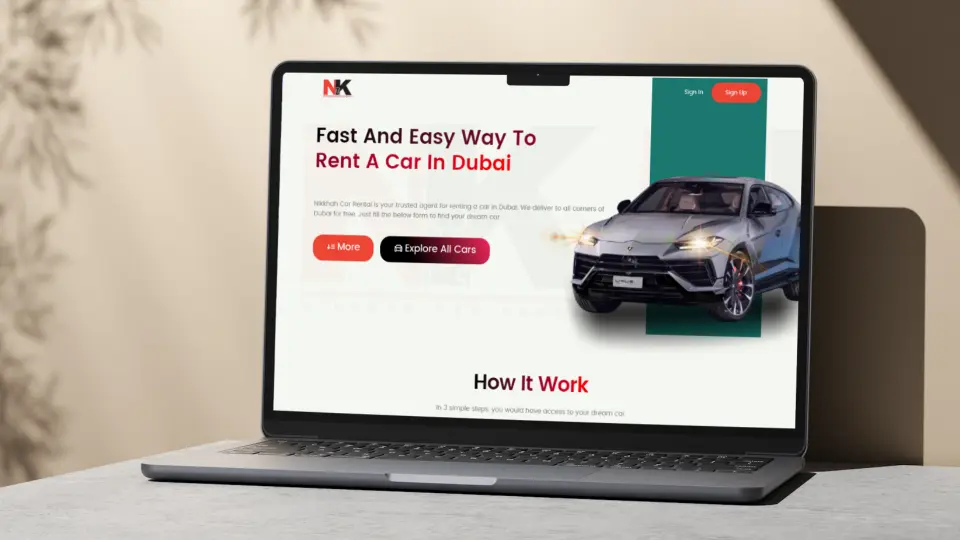 NK
Sign In
Sign Up
Fast And Easy Way To
Rent A Car In Dubai
Nikkhah Car Rental is your trusted agent for renting a car in Dubai. We deliver to all corners of
Dubai for free. Just fill the below form to find your dream car
More
Explore All Cars
URUS
How It Work
In 3 simple steps, you would have access to your dream car.